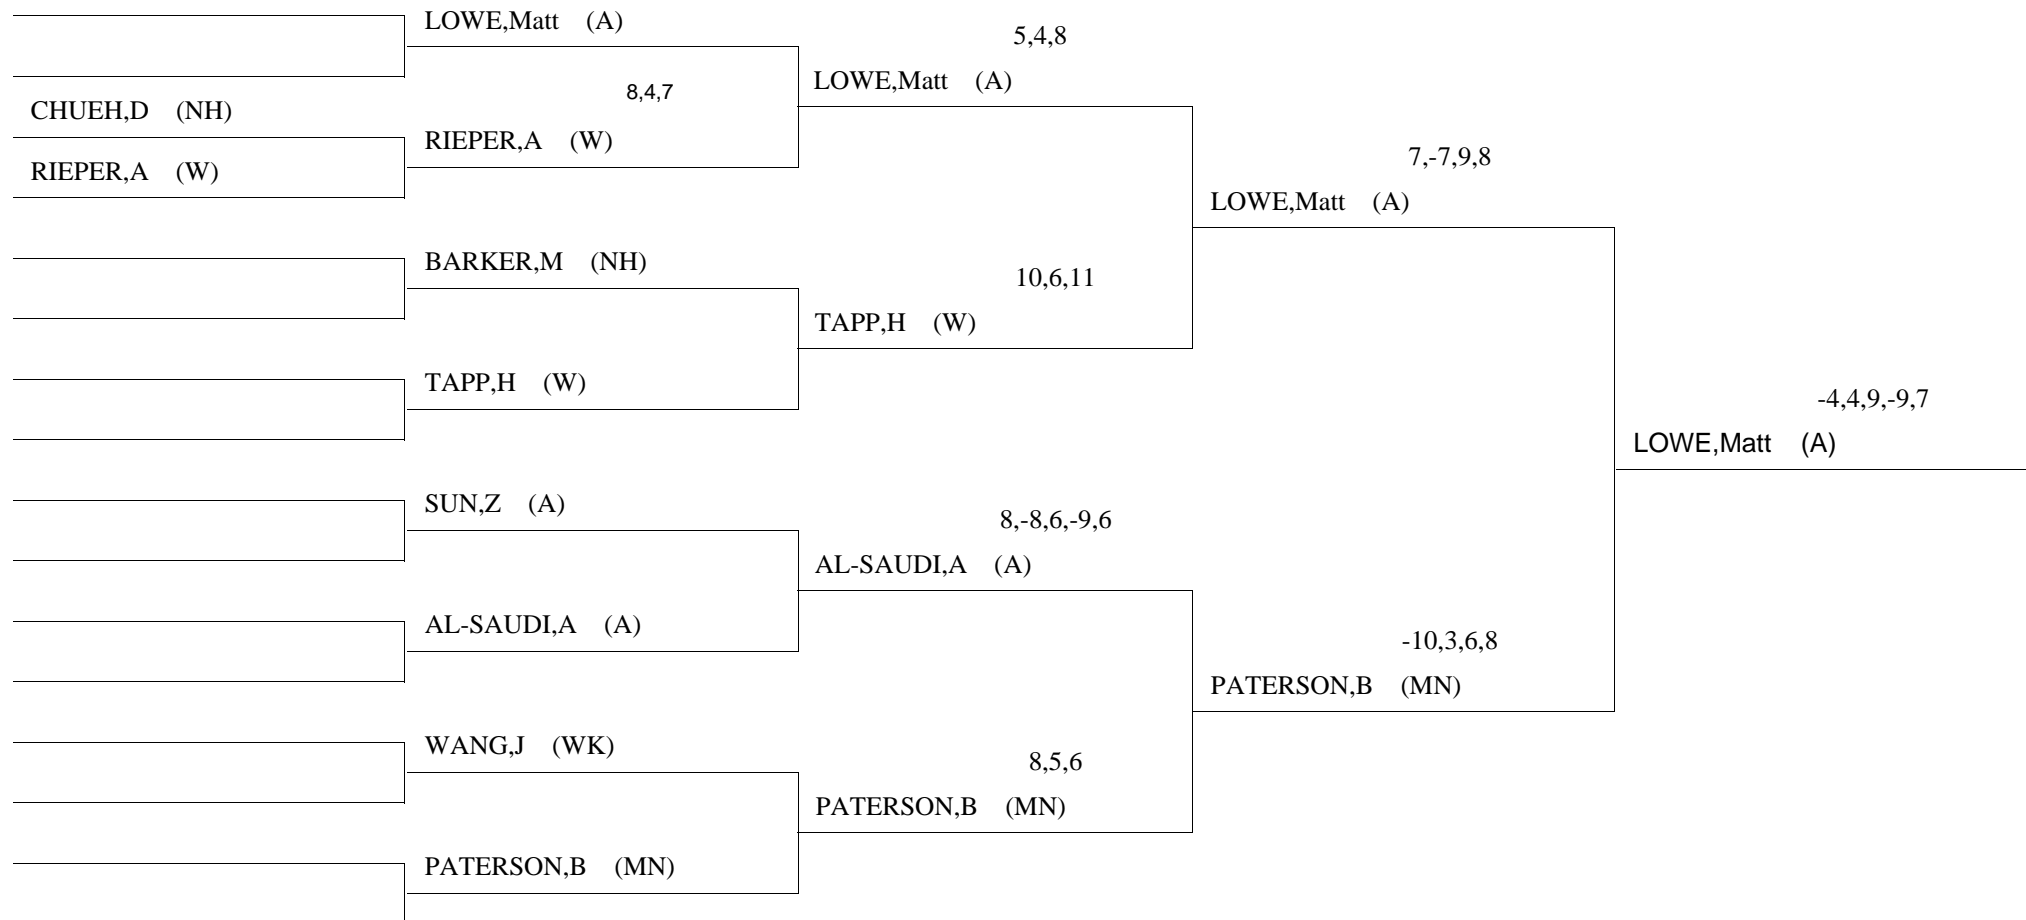 LOWE,Matt (A)
5,4,8
LOWE,Matt (A)
8,4,7
CHUEH,D (NH)
RIEPER,A (W)
7,-7,9,8
RIEPER,A (W)
LOWE,Matt (A)
BARKER,M (NH)
10,6,11
TAPP,H (W)
TAPP,H (W)
-4,4,9,-9,7
LOWE,Matt (A)
SUN,Z (A)
8,-8,6,-9,6
AL-SAUDI,A (A)
AL-SAUDI,A (A)
-10,3,6,8
PATERSON,B (MN)
WANG,J (WK)
8,5,6
PATERSON,B (MN)
PATERSON,B (MN)